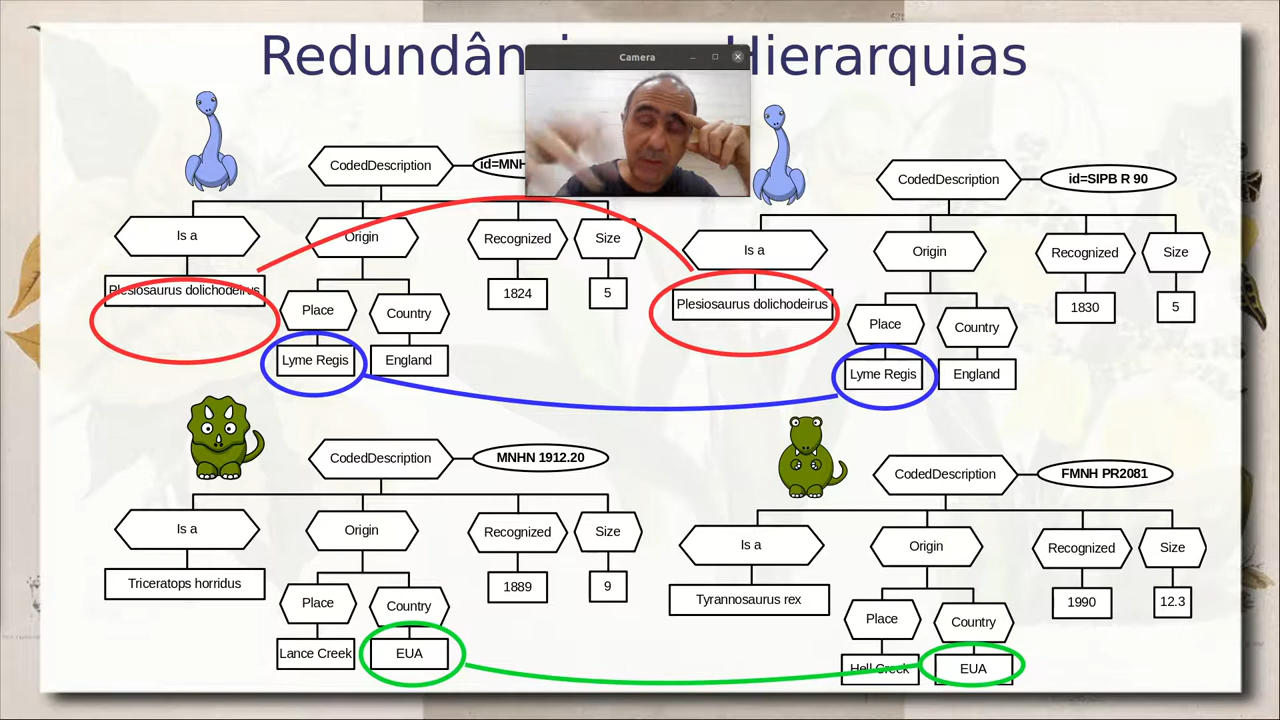 Redundân Hierarquias
Camera
CodedDescription
id=MNH
CodedDescription
id=SIPB R 90
Is a
Origin
Recognized
Size
Is a
Origin
Recognized
Size
Plesiosaurus dolichodeirus
1824
5
Plesiosaurus dolichodeirus
1830
5
Place
Country
Place
Country
Lyme Regis
England
Lyme Regis
England
CodedDescription
MNHN 1912.20
CodedDescription
FMNH PR2081
Is a
Origin
Recognized
Size
Is a
Origin
Recognized
Size
Triceratops horridus
1889
9
Tyrannosaurus rex
1990
12.3
Place
Country
Place
Country
Lance Creek
EUA
Hell Creek
EUA